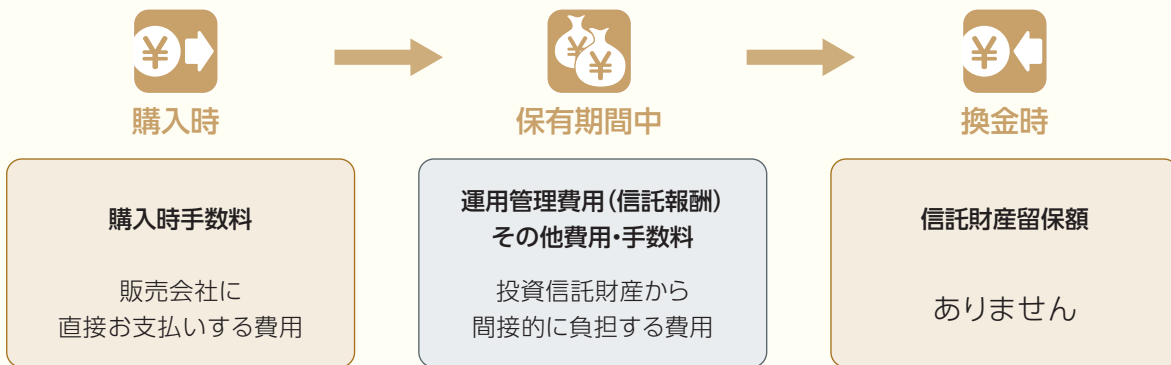 購入時
保有期間中
換金時
購入時手数料
販売会社に
直接お支払いする費用
運用管理費用(信託報酬)
その他費用・手数料
投資信託財産から
間接的に負担する費用
信託財産留保額
ありません